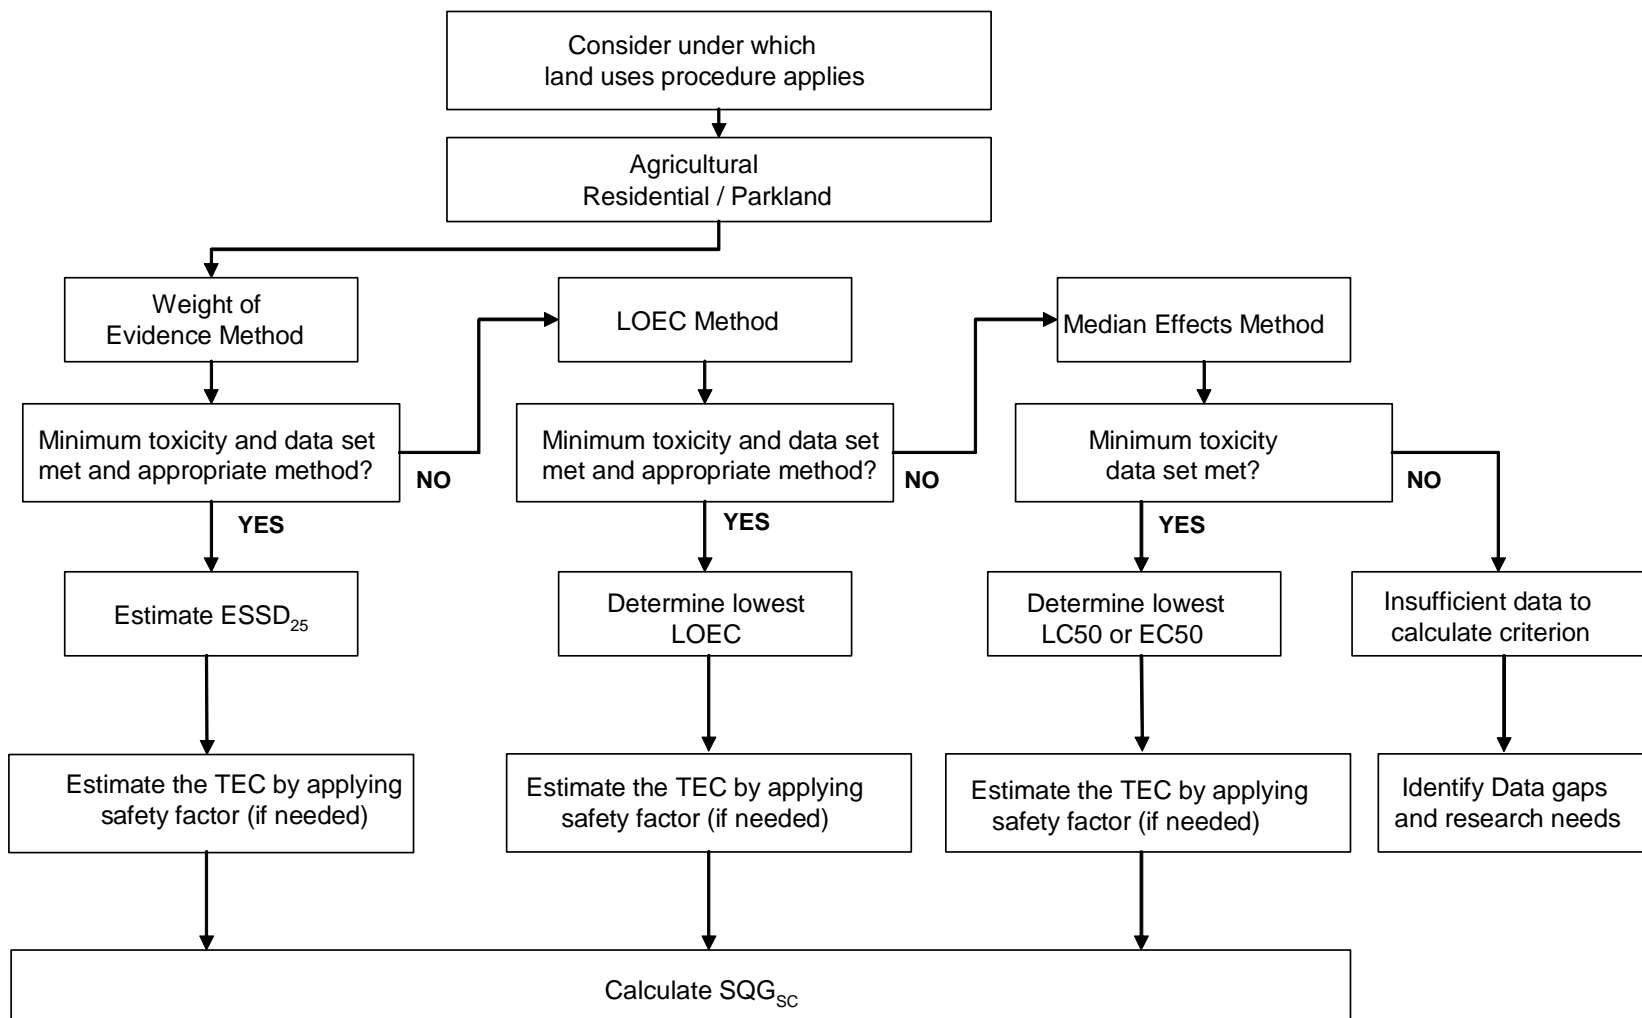 Consider under which
land uses procedure applies
Agricultural
Residential / Parkland
Weight of
Evidence Method
LOEC Method
Median Effects Method
Minimum toxicity and data set
met and appropriate method?
NO
YES
Minimum toxicity and data set
met and appropriate method?
NO
YES
Minimum toxicity
data set met?
NO
YES
Estimate ESSD25
Determine lowest
LOEC
Determine lowest
LC50 or EC50
Insufficient data to
calculate criterion
Estimate the TEC by applying
safety factor (if needed)
Estimate the TEC by applying
safety factor (if needed)
Estimate the TEC by applying
safety factor (if needed)
Identify Data gaps
and research needs
Calculate SQGSC